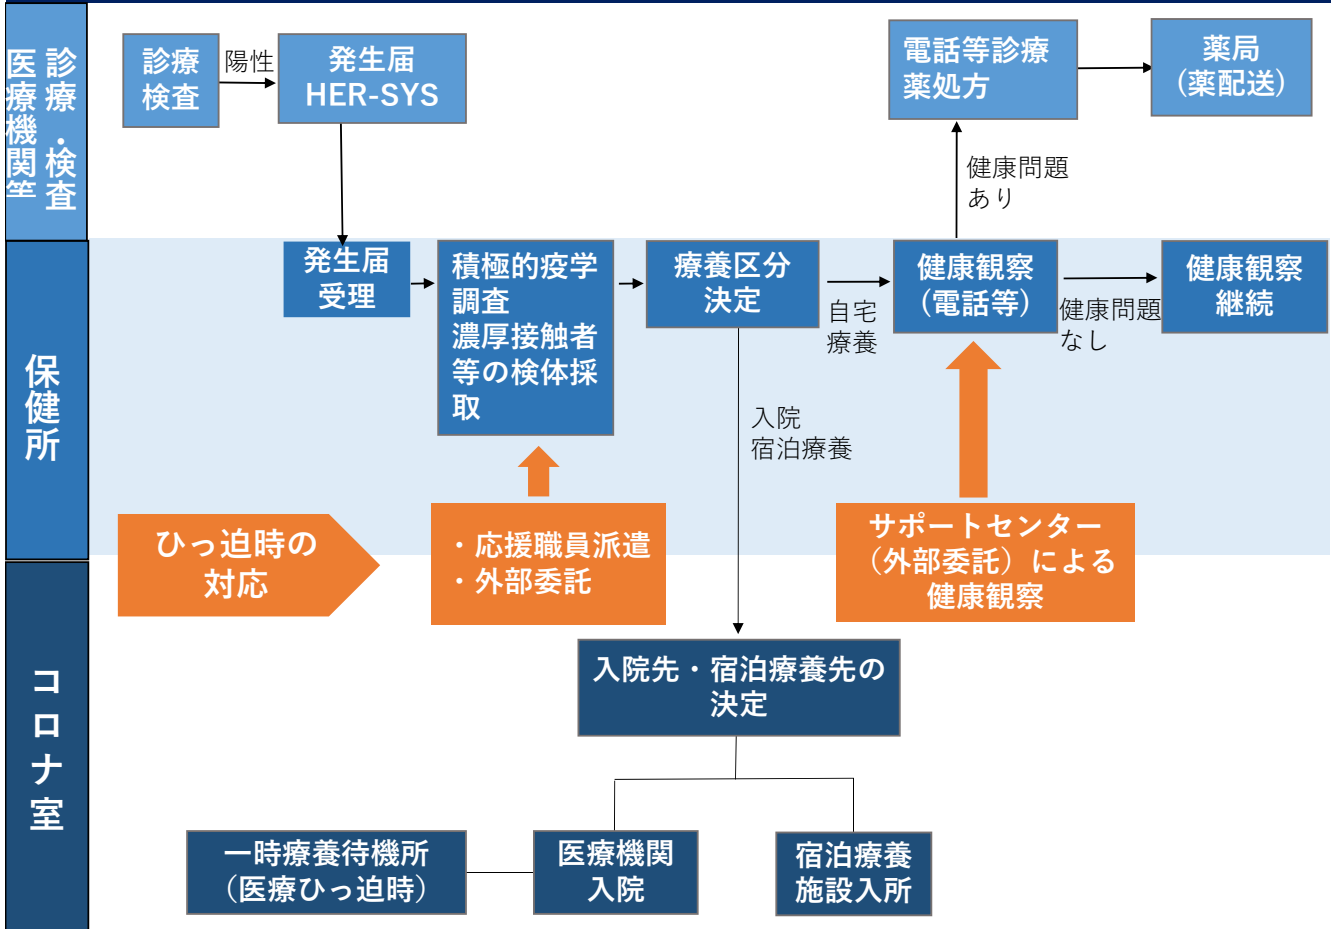 診療・検査
医療機関等
診療
検査
陽性
発生届
HER-SYS
電話等診療
薬処方
薬局
(薬配送)
健康問題
あり
保健所
発生届
受理
積極的疫学
調査
濃厚接触者
等の検体採
取
療養区分
決定
自宅
療養
健康観察
(電話等)
健康問題
なし
健康観察
継続
入院
宿泊療養
ひっ迫時の
対応
・応援職員派遣
・外部委託
サポートセンター
（外部委託）による
健康観察
コロナ室
入院先・宿泊療養先の
決定
一時療養待機所
（医療ひっ迫時）
医療機関
入院
宿泊療養
施設入所